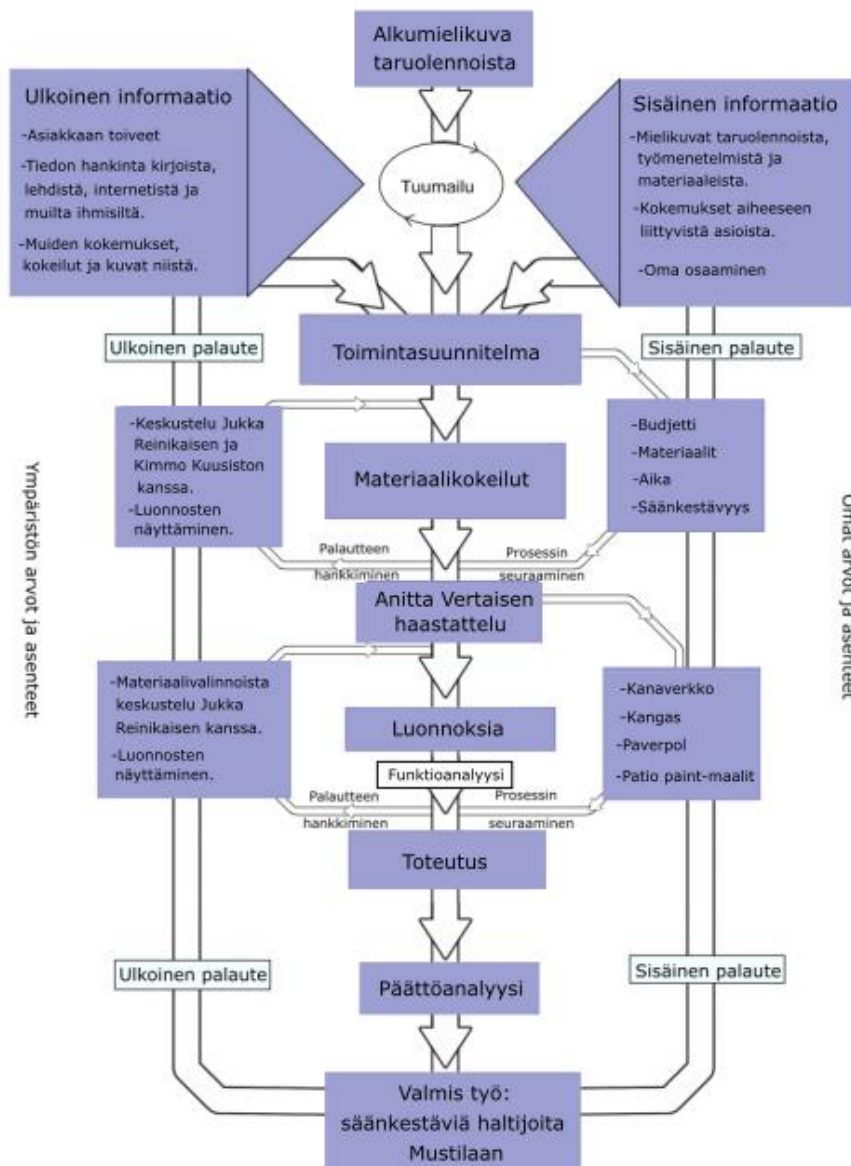 Alkumielikuva
taruolennoista
Ulkoinen informaatio
-Asiakkaan toiveet
-Tiedon hankinta kirjoista,
lehdistä, internetistä ja
muilta ihmisiltä.
-Muiden kokemukset,
kokeilut ja kuvat niistä.
Tuumailu
Sisäinen informaatio
-Mielikuvat taruolennoista,
työmenetelmistä ja
materiaaleista.
-Kokemukset aiheeseen
liittyvistä asioista.
-Oma osaaminen
Ulkoinen palaute
Toimintasuunnitelma
Sisäinen palaute
-Keskustelu Jukka
Reinikaisen ja
Kimmo Kuusiston
kanssa.
-Luonnosten
näyttäminen.
Materiaalikokeilut
-Budjetti
-Materiaalit
-Aika
-Säänkestävyys
Ympäristön arvot ja asenteet
Omat arvot ja asenteet
Palautteen
hankkiminen
Prosessin
seuraaminen
Anitta Vertaisen
haastattelu
-Materiaalivalinnoista
keskustelu Jukka
Reinikaisen kanssa.
-Luonnosten
näyttäminen.
Luonnoksia
-Kanaverkko
-Kangas
-Paverpol
-Patio paint-maalit
Funktioanalyysi
Palautteen
hankkiminen
Prosessin
seuraaminen
Toteutus
Ulkoinen palaute
Päättöanalyysi
Sisäinen palaute
Valmis työ:
säänkestäviä haltijoita
Mustilaan